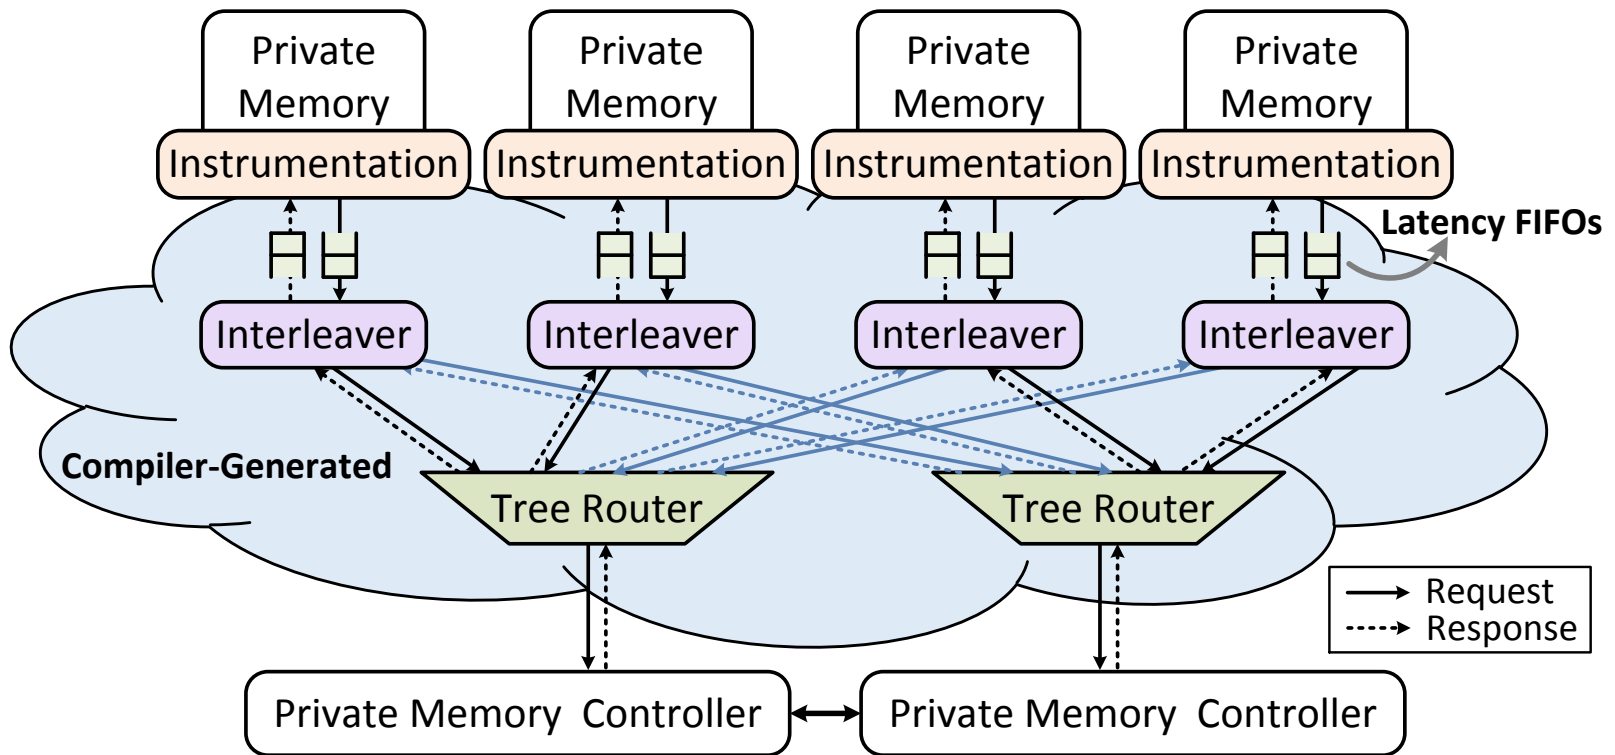 Private
Memory
Private
Memory
Private
Memory
Private
Memory
Instrumentation
Instrumentation
Instrumentation
Instrumentation
Latency FIFOs
Interleaver
Interleaver
Interleaver
Interleaver
Compiler-Generated
Tree Router
Tree Router
Request
Response
Private Memory Controller
Private Memory Controller